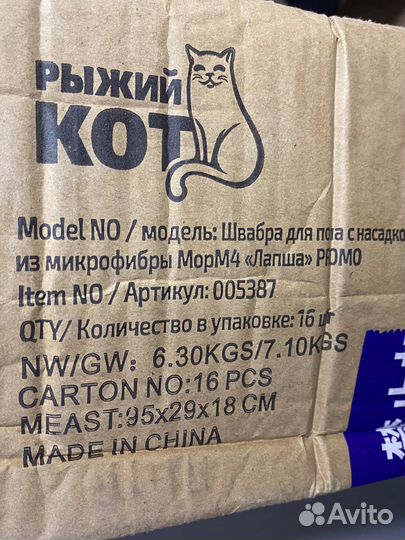 РЫЖИЙ
КОТ
Model NO / модель: Швабра для пола с насадко
из микрофибры МорМ4 «Лапша» PROMO
Item NO / Артикул: 005387
QTY/ Количество в упаковке: 16 шт
NW/GW: 6.30KGS/7.10KGS
CARTON NO:16 PCS
MEAST:95x29x18 CM
MADE IN CHINA
Avito